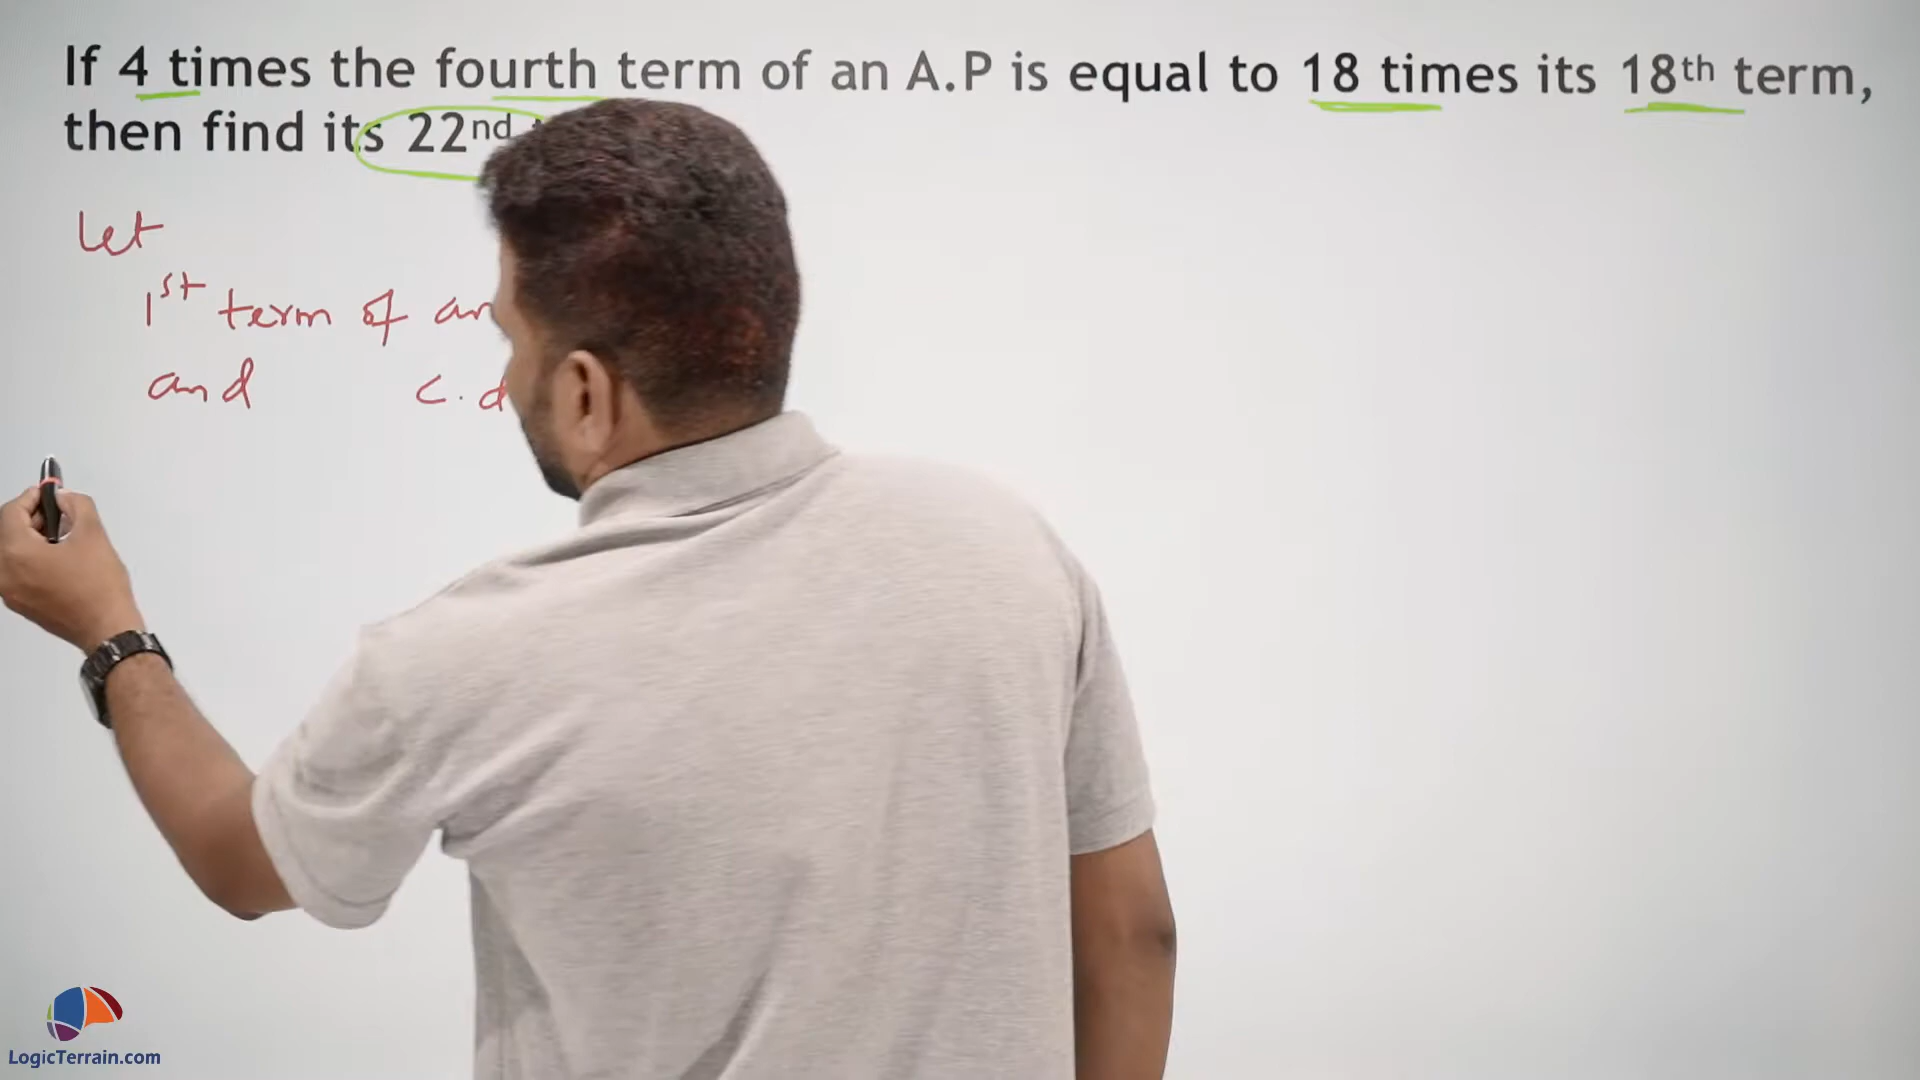 If 4 times the fourth term of an A.P is equal to 18 times its 18th term,
then find its 22nd
Let
1st term of an
and c.d
LogicTerrain.com